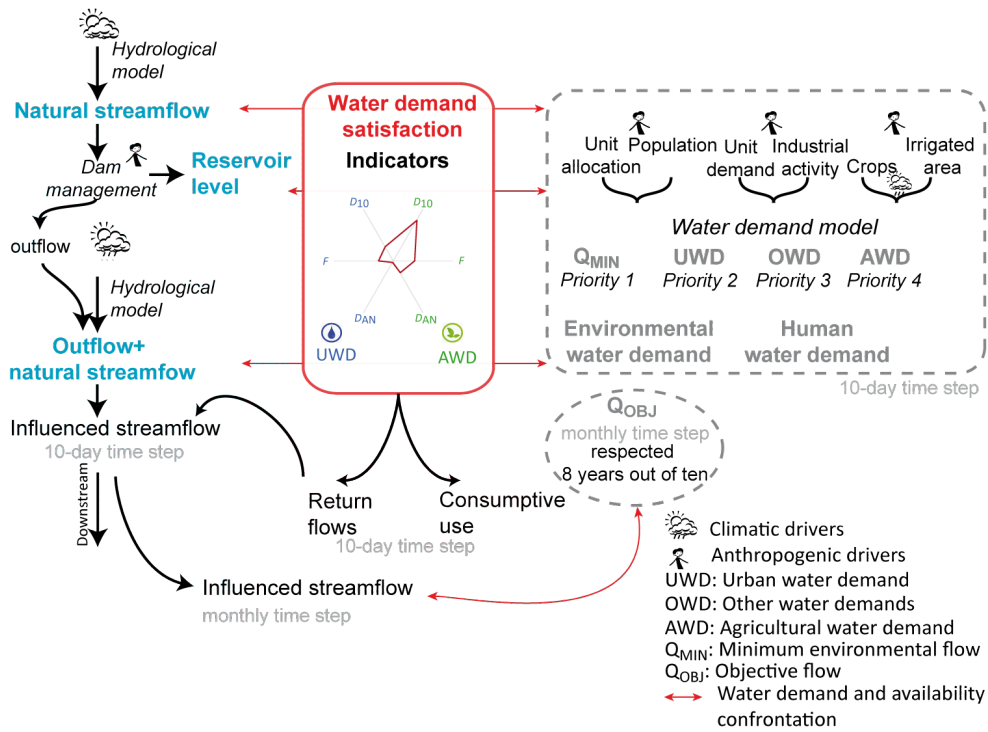 Hydrological
model
Natural streamflow
Dam
management
Reservoir
level
outflow
Hydrological
model
Outflow+
natural streamfow
Influenced streamflow
10-day time step
Downstream
Influenced streamflow
monthly time step
Water demand
satisfaction
Indicators
D10 D10
F F
DAN DAN
UWD AWD
Return
flows
Consumptive
use
10-day time step
Unit
allocation
Population
Unit
demand
Industrial
activity
Crops
Irrigated
area
Water demand model
QMIN UWD OWD AWD
Priority 1 Priority 2 Priority 3 Priority 4
Environmental
water demand
Human
water demand
10-day time step
QOBJ
monthly time step
respected
8 years out of ten
Climatic drivers
Anthropogenic drivers
UWD: Urban water demand
OWD: Other water demands
AWD: Agricultural water demand
QMIN: Minimum environmental flow
QOBJ: Objective flow
Water demand and availability
confrontation